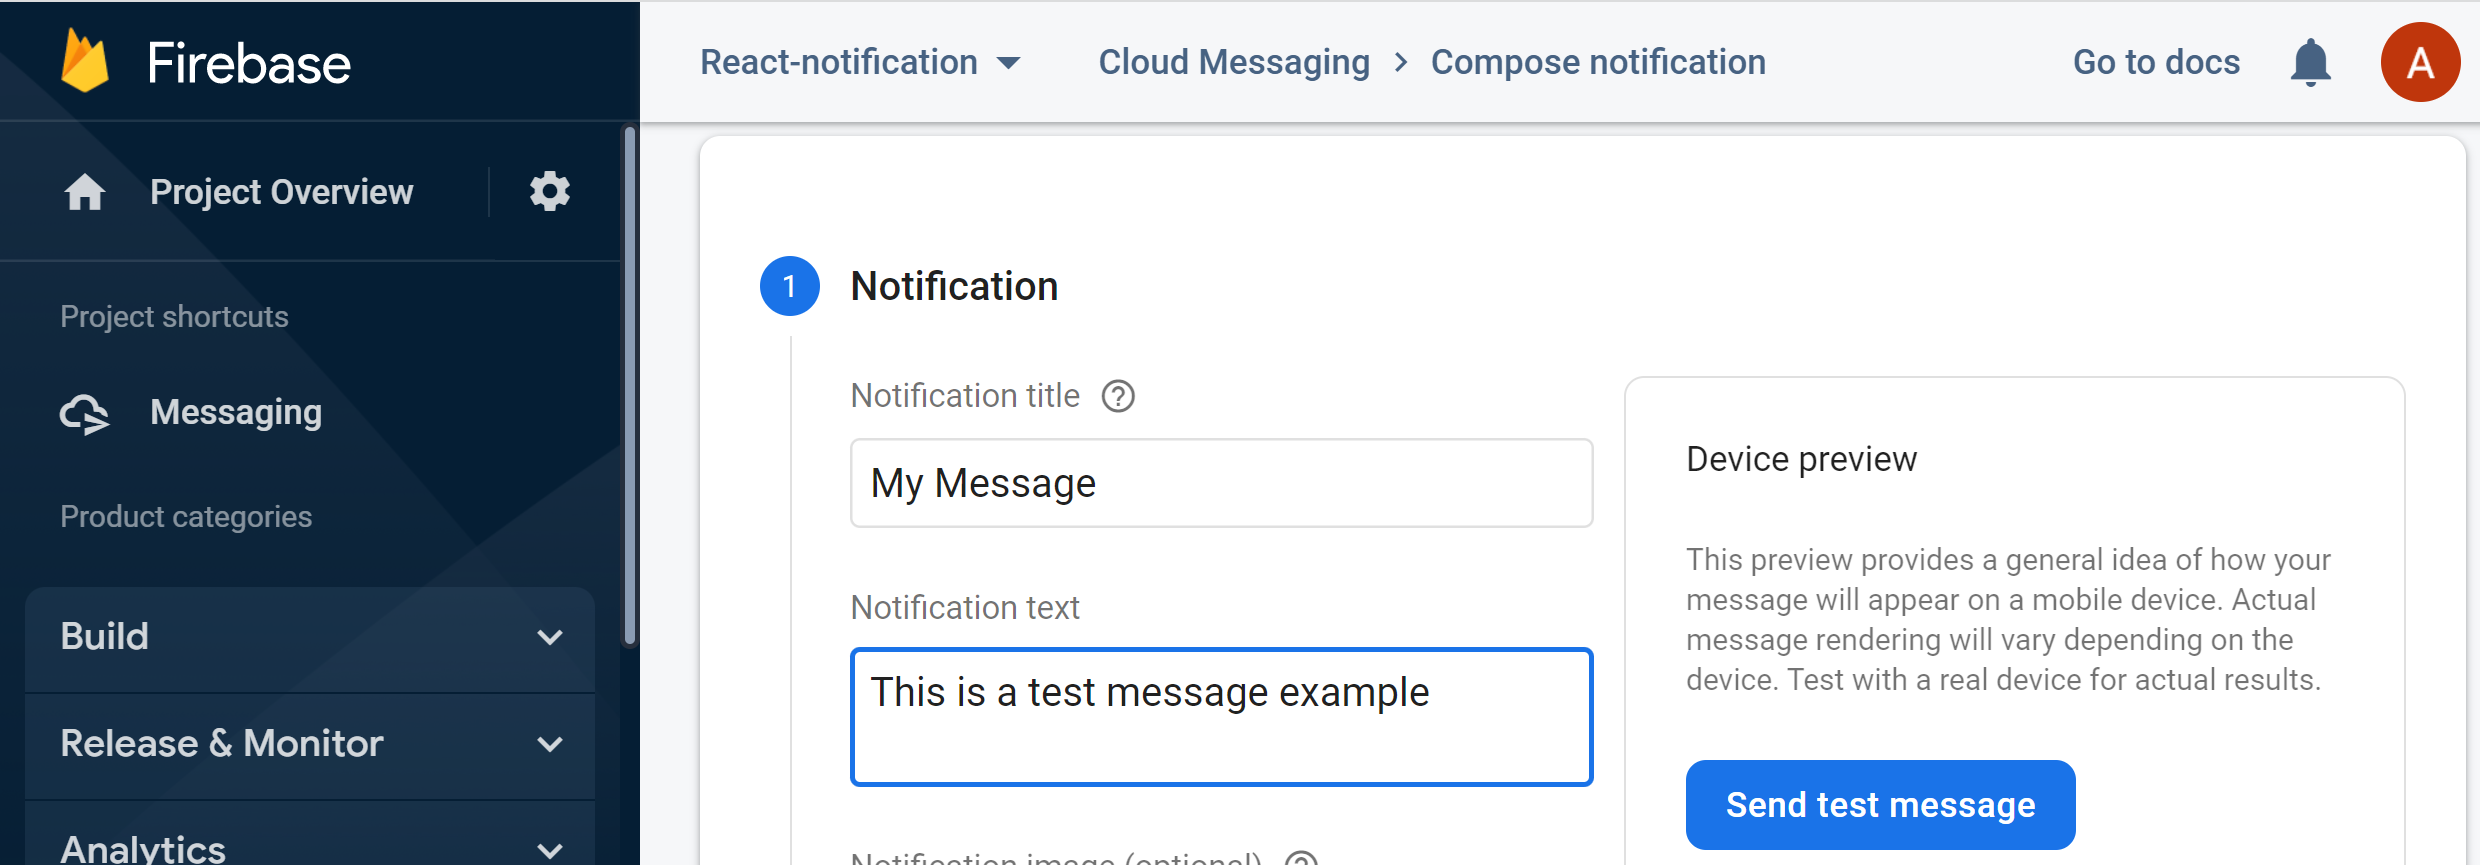 Firebase
React-notification
Cloud Messaging > Compose notification
Go to docs
A
Project Overview
Project shortcuts
Messaging
Product categories
Build
Release & Monitor
Analytics
1
Notification
Notification title ?
My Message
Notification text
This is a test message example
Notification image (optional) ?
Device preview
This preview provides a general idea of how your
message will appear on a mobile device. Actual
message rendering will vary depending on the
device. Test with a real device for actual results.
Send test message